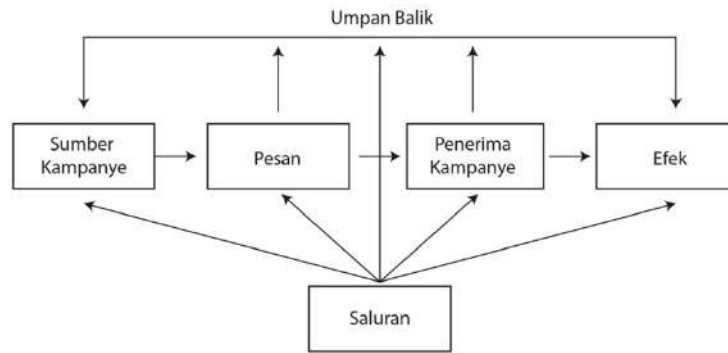 Umpan Balik
Sumber
Kampanye
Pesan
Penerima
Kampanye
Efek
Saluran